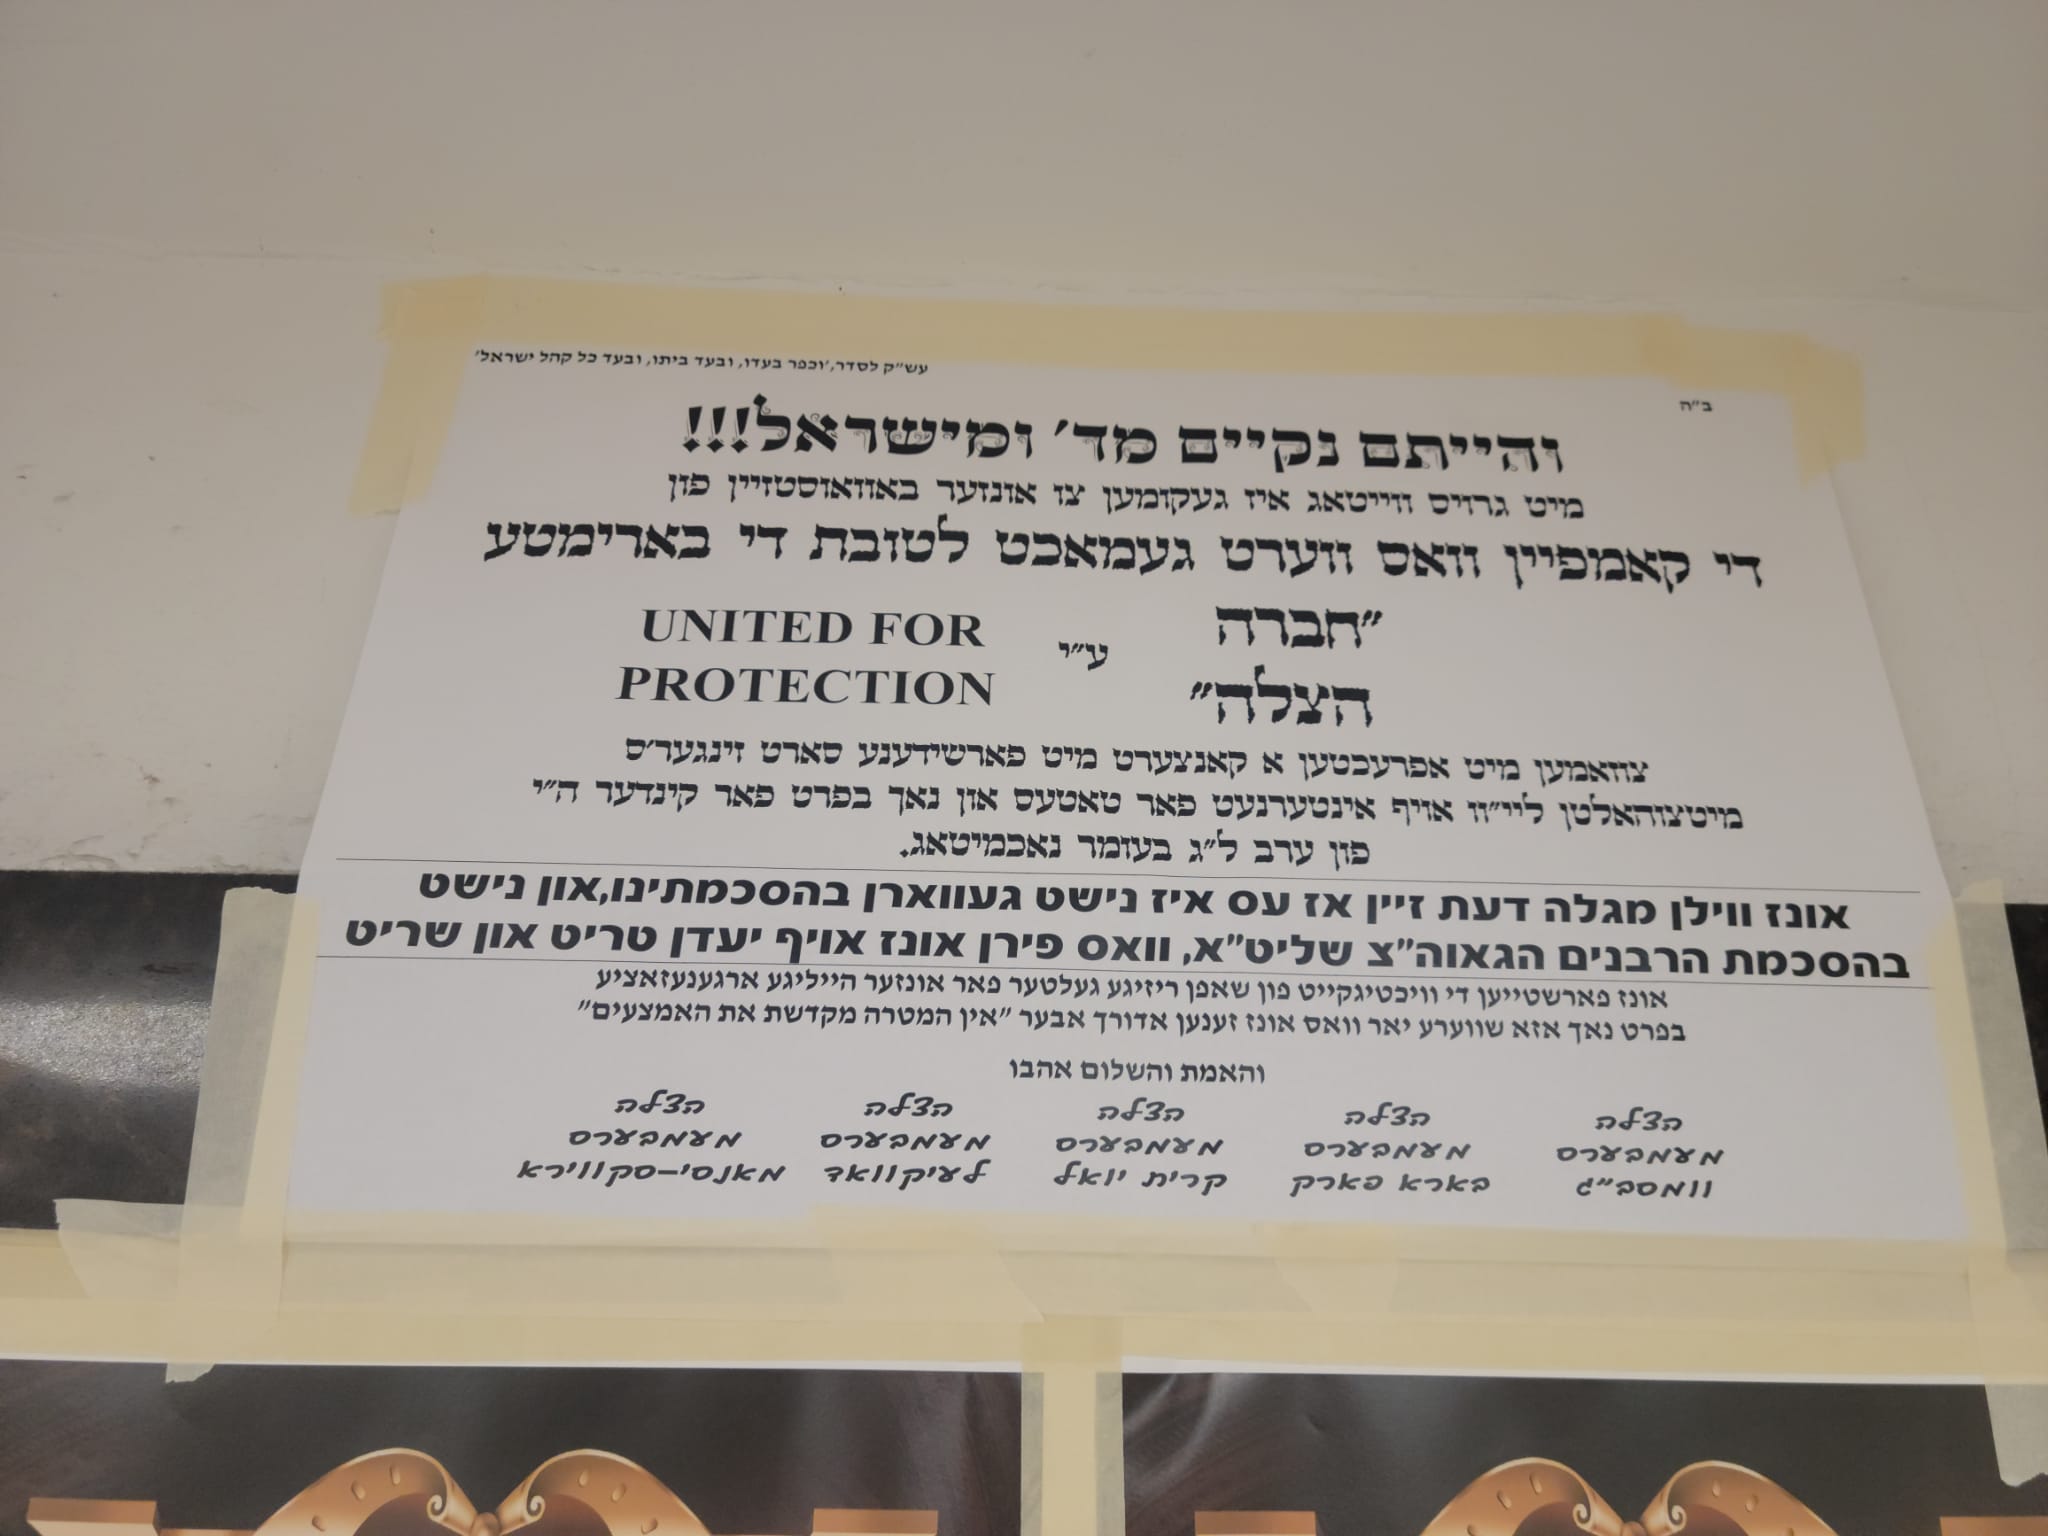 ב"ה
עש"ק לסדר, 'וכפר בעדו, ובעד ביתו, ובעד כל קהל ישראל'
והייתם נקיים מד' ומישראל!!!
מיט גרויס ווייטאג איז געקומען צו אונזער באוואוסטזיין פון
די קאמפיין וואס ווערט געמאכט לטובת די בארימטע
"חברה
הצלה"
ע"י
UNITED FOR
PROTECTION
צוזאמען מיט אפרעכטען א קאנצערט מיט פארשידענע סארט זינגער'ס
מיטצוהאלטן ליי"וו אויף אינטערנעט פאר טאטעס און נאך בפרט פאר קינדער ה"י
פון ערב ל"ג בעומר נאכמיטאג.
אונז ווילן מגלה דעת זיין אז עס איז נישט געווארן בהסכמתינו,און נישט
בהסכמת הרבנים הגאוה"צ שליט"א, וואס פירן אונז אויף יעדן טריט און שריט
אונז פארשטייען די וויכטיגקייט פון שאפן ריזיגע געלטער פאר אונזער הייליגע ארגענעזאציע
בפרט נאך אזא שווערע יאר וואס אונז זענען אדורך אבער "אין המטרה מקדשת את האמצעים"
והאמת והשלום אהבו
הצלה מעמבערס וומסב"ג
הצלה מעמבערס בארא פארק
הצלה מעמבערס קרית יואל
הצלה מעמבערס לעיקוואד
הצלה מעמבערס מאנסי-סקווירא